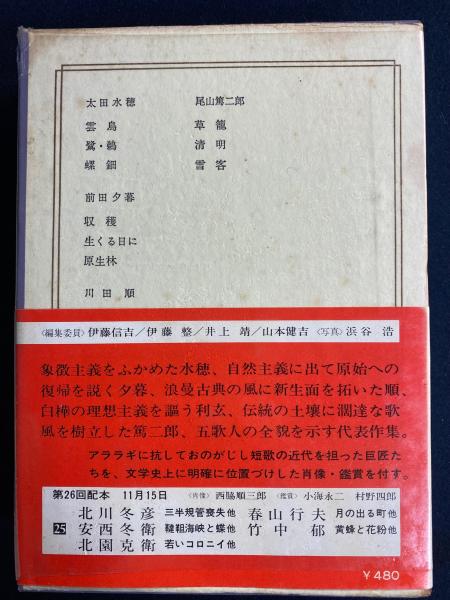 太田水穂
雲鳥
鷺・鵜
螺鈿
前田夕暮
収穫
生くる日に
原生林
川田順
尾山篤二郎
草籠
清明
雪客
〈編集委員〉伊藤信吉／伊藤整／井上靖／山本健吉〈写真〉浜谷浩
象徴主義をふかめた水穂、自然主義に出て原始への
復帰を説く夕暮、浪曼古典の風に新生面を拓いた順、
白樺の理想主義を謳う利玄、伝統の土壌に濶達な歌
風を樹立した篤二郎、五歌人の全貌を示す代表作集。
アララギに抗しておのがじし短歌の近代を担った巨匠た
ちを、文学史上に明確に位置づけした肖像・鑑賞を付す。
第26回配本 11月15日 〈肖像〉西脇順三郎 〈鑑賞〉小海永二 村野四郎
25
北川冬彦 三半規管喪失他 春山行夫 月の出る町他
安西冬衛 韃靼海峡と蝶他 竹中郁 黄蜂と花粉他
北園克衛 若いコロニイ他
￥480